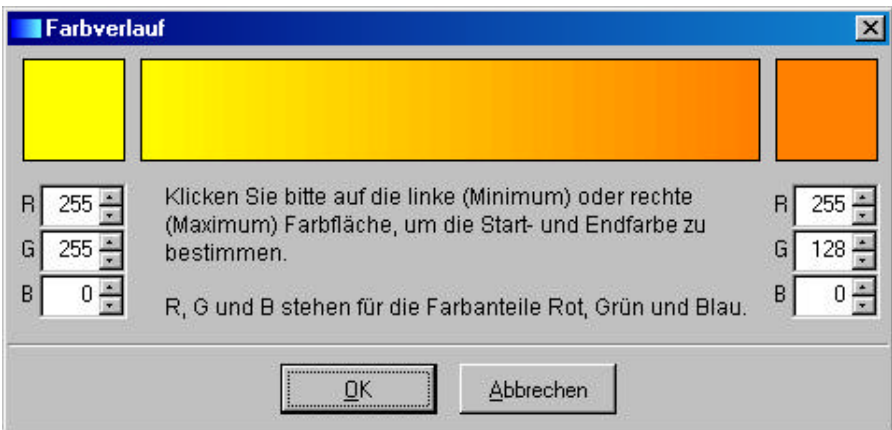 Farbverlauf
R 255
G 255
B 0
Klicken Sie bitte auf die linke (Minimum) oder rechte
(Maximum) Farbfläche, um die Start- und Endfarbe zu
bestimmen.
R, G und B stehen für die Farbanteile Rot, Grün und Blau.
R 255
G 128
B 0
OK
Abbrechen